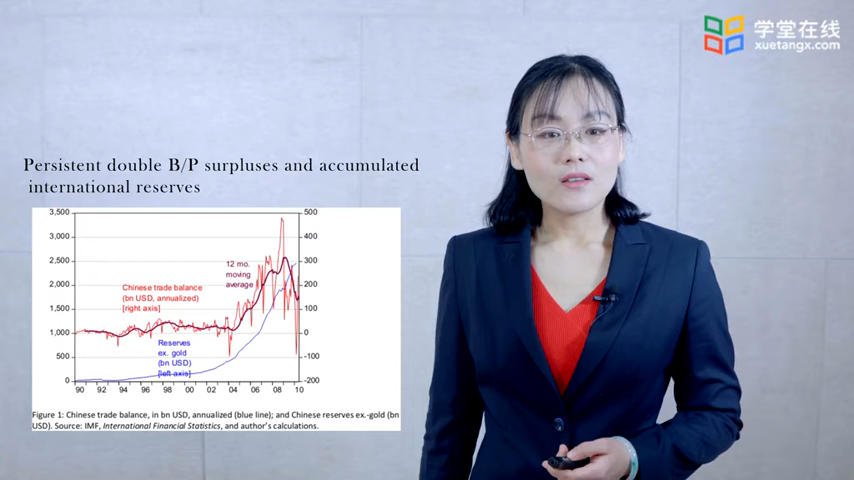 学堂在线
xuetangx.com
Persistent double B/P surpluses and accumulated
international reserves
3,500
3,000
2,500
2,000
1,500
1,000
500
0
500
400
300
200
100
0
-100
-200
12 mo.
moving
average
Chinese trade balance
(bn USD, annualized)
[right axis]
Reserves
ex. gold
(bn USD)
[left axis]
90 92 94 96 98 00 02 04 06 08 10
Figure 1: Chinese trade balance, in bn USD, annualized (blue line); and Chinese reserves ex.-gold (bn
USD). Source: IMF, International Financial Statistics, and author's calculations.